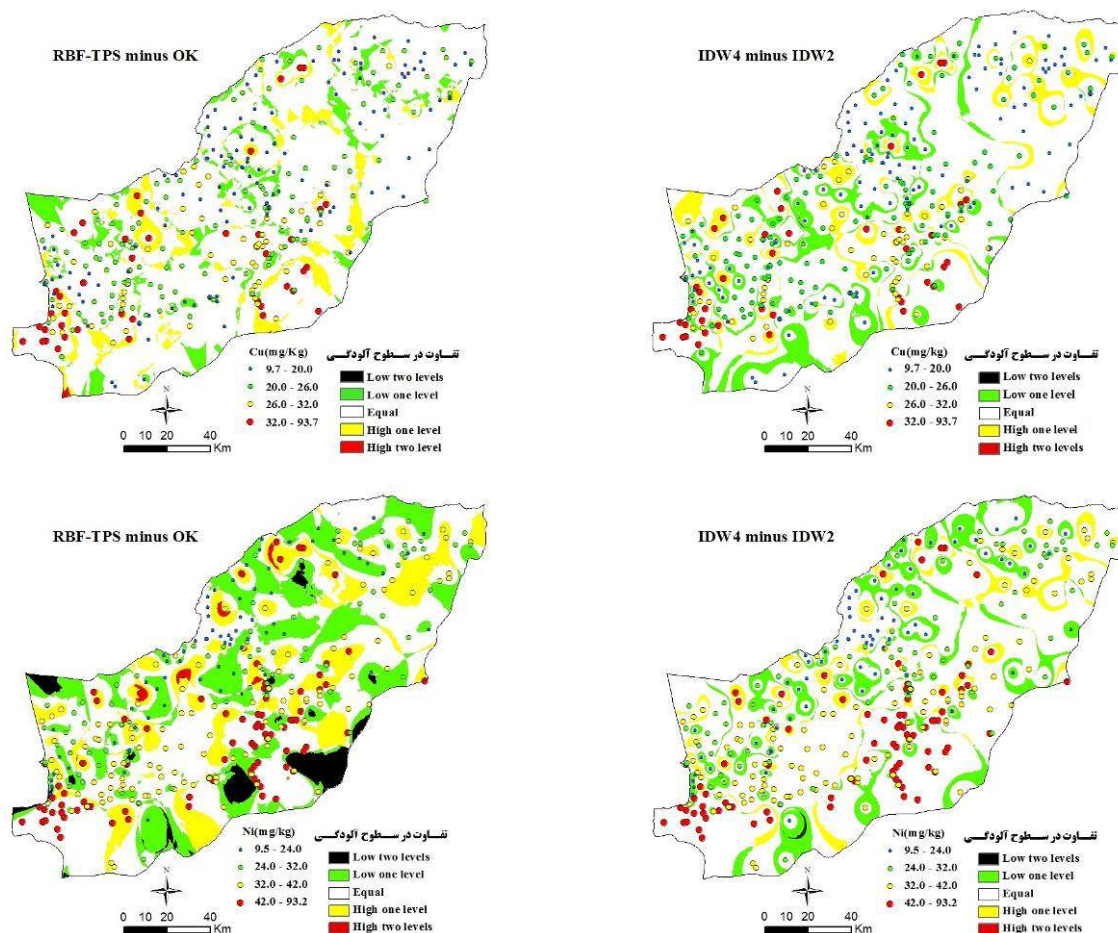 RBF-TPS minus OK
Cu(mg/Kg)
9.7 - 20.0
20.0 - 26.0
26.0 - 32.0
32.0 - 93.7
تفاوت در سطوح آلودگی
Low two levels
Low one level
Equal
High one level
High two level
N
0 10 20 40
Km
IDW4 minus IDW2
Cu(mg/kg)
9.7 - 20.0
20.0 - 26.0
26.0 - 32.0
32.0 - 93.7
تفاوت در سطوح آلودگی
Low two levels
Low one level
Equal
High one level
High two levels
N
0 10 20 40
Km
RBF-TPS minus OK
Ni(mg/kg)
9.5 - 24.0
24.0 - 32.0
32.0 - 42.0
42.0 - 93.2
تفاوت در سطوح آلودگی
Low two levels
Low one level
Equal
High one level
High two levels
N
0 10 20 40
Km
IDW4 minus IDW2
Ni(mg/kg)
9.5 - 24.0
24.0 - 32.0
32.0 - 42.0
42.0 - 93.2
تفاوت در سطوح آلودگی
Low two levels
Low one level
Equal
High one level
High two levels
N
0 10 20 40
Km